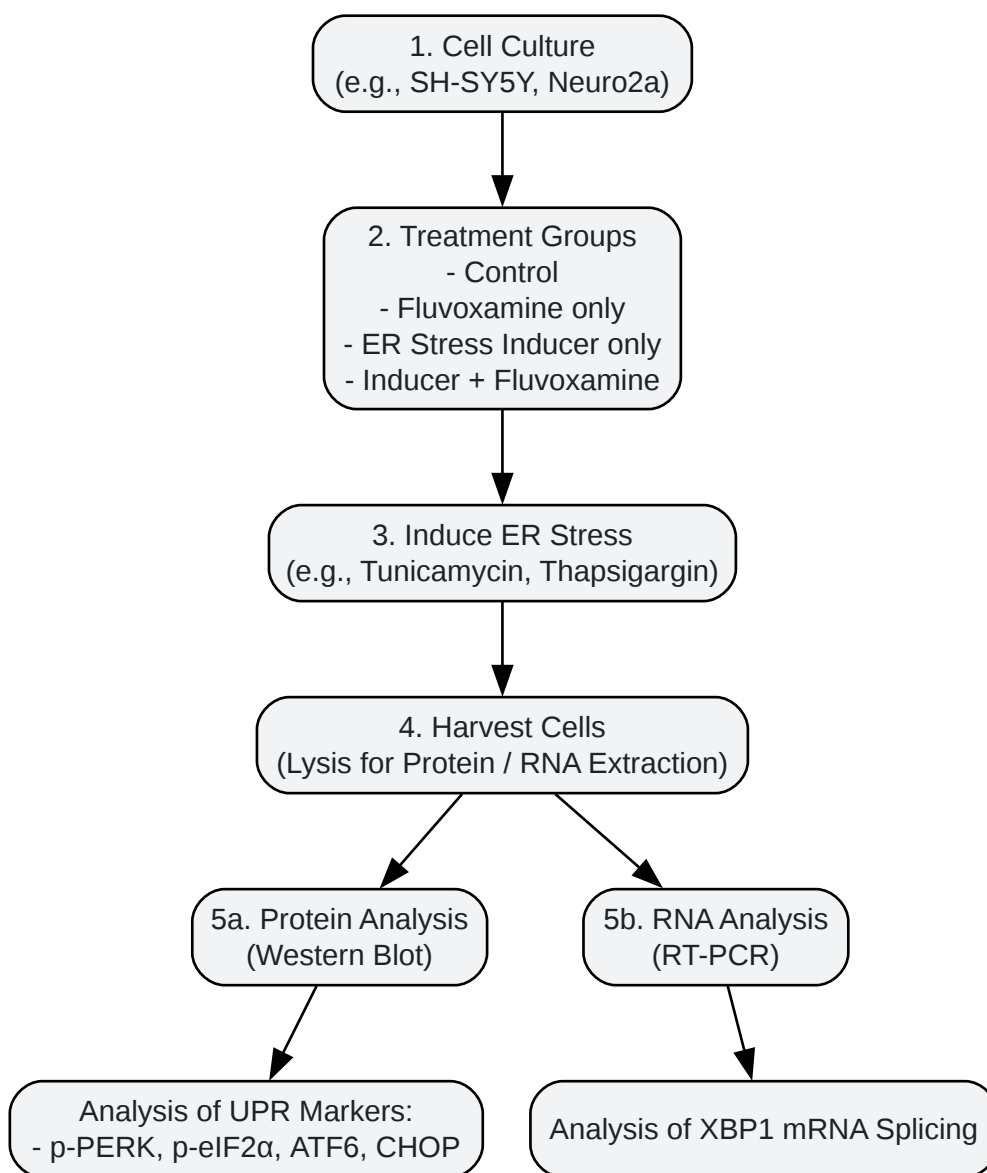 1. Cell Culture
(e.g., SH-SY5Y, Neuro2a)
2. Treatment Groups
- Control
- Fluvoxamine only
- ER Stress Inducer only
- Inducer + Fluvoxamine
3. Induce ER Stress
(e.g., Tunicamycin, Thapsigargin)
4. Harvest Cells
(Lysis for Protein / RNA Extraction)
5a. Protein Analysis
(Western Blot)
5b. RNA Analysis
(RT-PCR)
Analysis of UPR Markers:
- p-PERK, p-eIF2α, ATF6, CHOP
Analysis of XBP1 mRNA Splicing